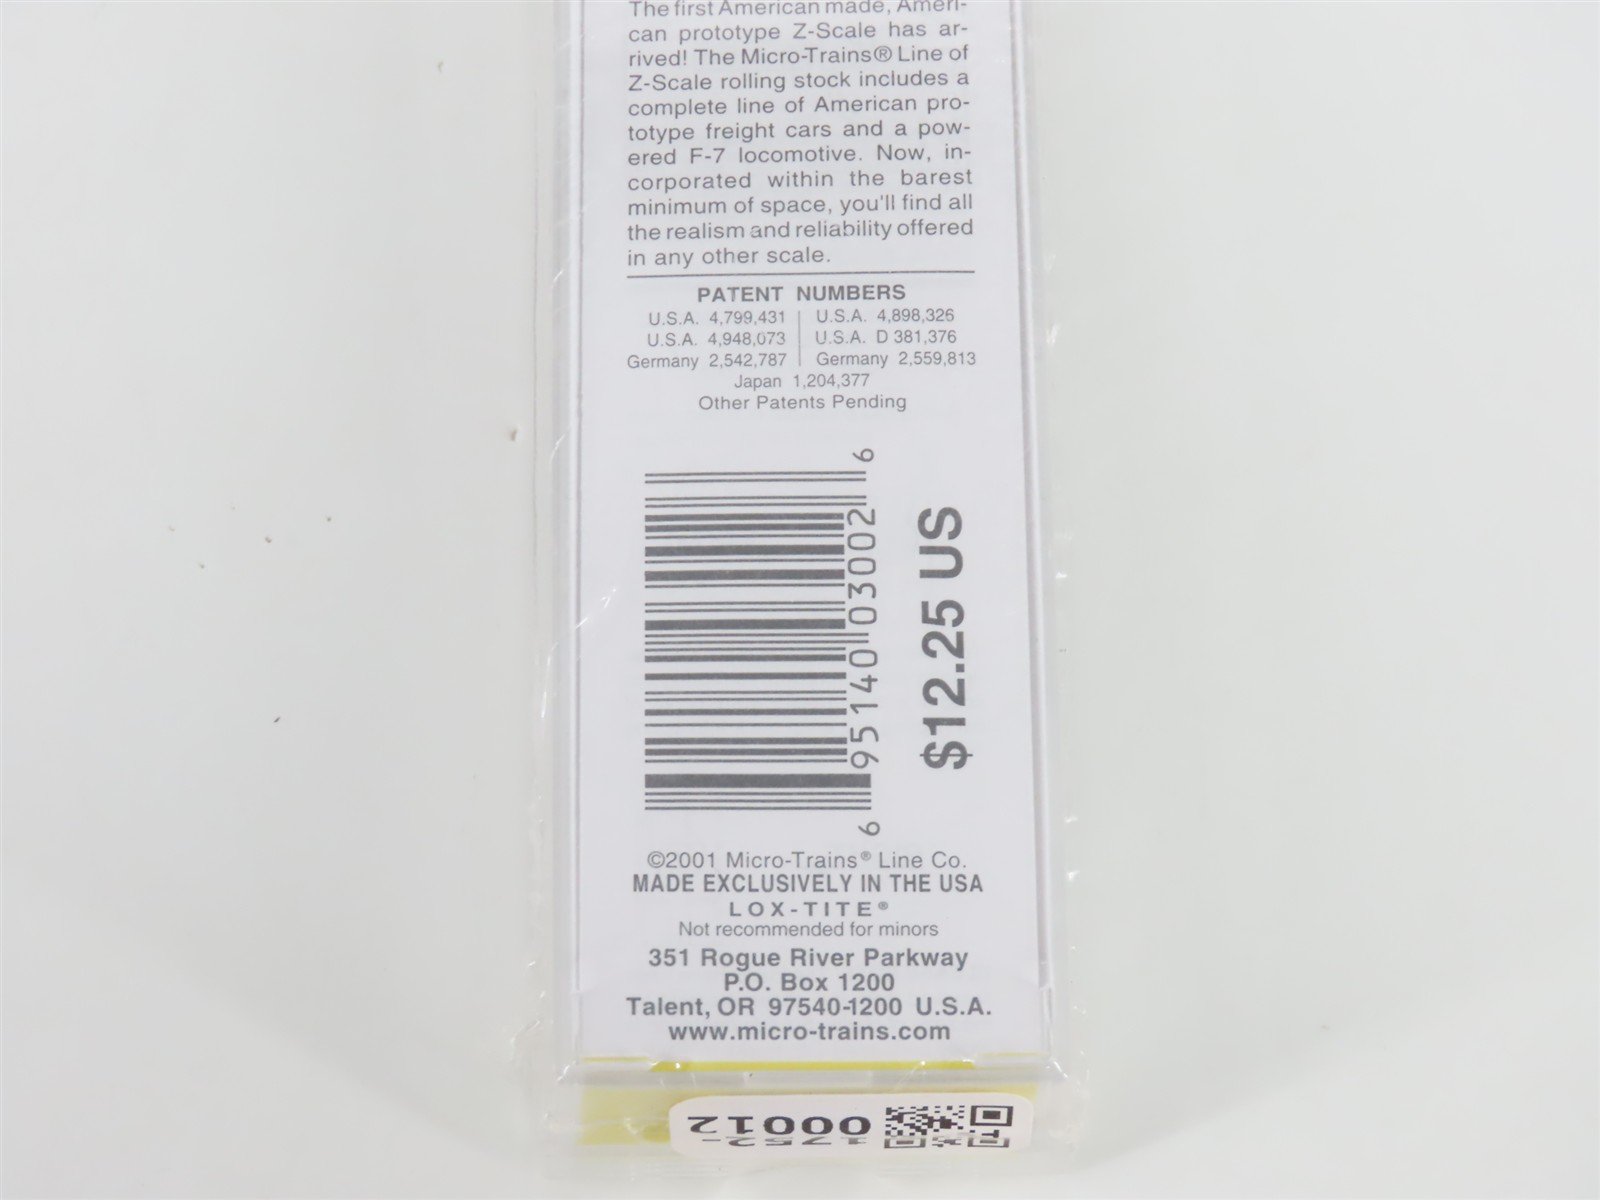 The first American made, Ameri-
can prototype Z-Scale has ar-
rived! The Micro-Trains® Line of
Z-Scale rolling stock includes a
complete line of American pro-
totype freight cars and a pow-
ered F-7 locomotive. Now, in-
corporated within the barest
minimum of space, you'll find all
the realism and reliability offered
in any other scale.
PATENT NUMBERS
U.S.A. 4,799,431 U.S.A. 4,898,326
U.S.A. 4,948,073 U.S.A. D 381,376
Germany 2,542,787 Germany 2,559,813
Japan 1,204,377
Other Patents Pending
6 95140 03002 6
$12.25 US
©2001 Micro-Trains® Line Co.
MADE EXCLUSIVELY IN THE USA
LOX-TITE®
Not recommended for minors
351 Rogue River Parkway
P.O. Box 1200
Talent, OR 97540-1200 U.S.A.
www.micro-trains.com
1752-
00012